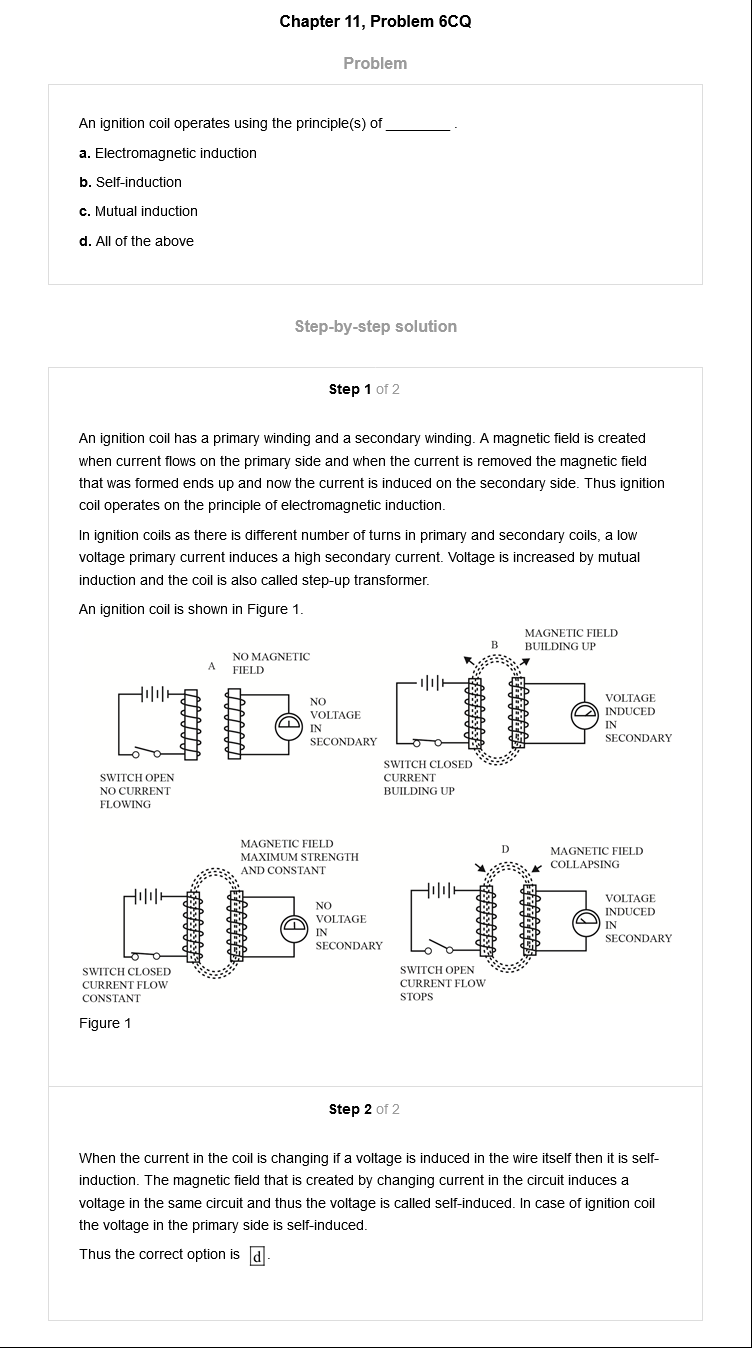 Chapter 11, Problem 6CQ
Problem
An ignition coil operates using the principle(s) of ________ .
a. Electromagnetic induction
b. Self-induction
c. Mutual induction
d. All of the above
Step-by-step solution
Step 1 of 2
An ignition coil has a primary winding and a secondary winding. A magnetic field is created
when current flows on the primary side and when the current is removed the magnetic field
that was formed ends up and now the current is induced on the secondary side. Thus ignition
coil operates on the principle of electromagnetic induction.
In ignition coils as there is different number of turns in primary and secondary coils, a low
voltage primary current induces a high secondary current. Voltage is increased by mutual
induction and the coil is also called step-up transformer.
An ignition coil is shown in Figure 1.
A
NO MAGNETIC
FIELD
NO
VOLTAGE
IN
SECONDARY
SWITCH OPEN
NO CURRENT
FLOWING
B
MAGNETIC FIELD
BUILDING UP
VOLTAGE
INDUCED
IN
SECONDARY
SWITCH CLOSED
CURRENT
BUILDING UP
MAGNETIC FIELD
MAXIMUM STRENGTH
AND CONSTANT
NO
VOLTAGE
IN
SECONDARY
SWITCH CLOSED
CURRENT FLOW
CONSTANT
D
MAGNETIC FIELD
COLLAPSING
VOLTAGE
INDUCED
IN
SECONDARY
SWITCH OPEN
CURRENT FLOW
STOPS
Figure 1
Step 2 of 2
When the current in the coil is changing if a voltage is induced in the wire itself then it is self-
induction. The magnetic field that is created by changing current in the circuit induces a
voltage in the same circuit and thus the voltage is called self-induced. In case of ignition coil
the voltage in the primary side is self-induced.
Thus the correct option is d.